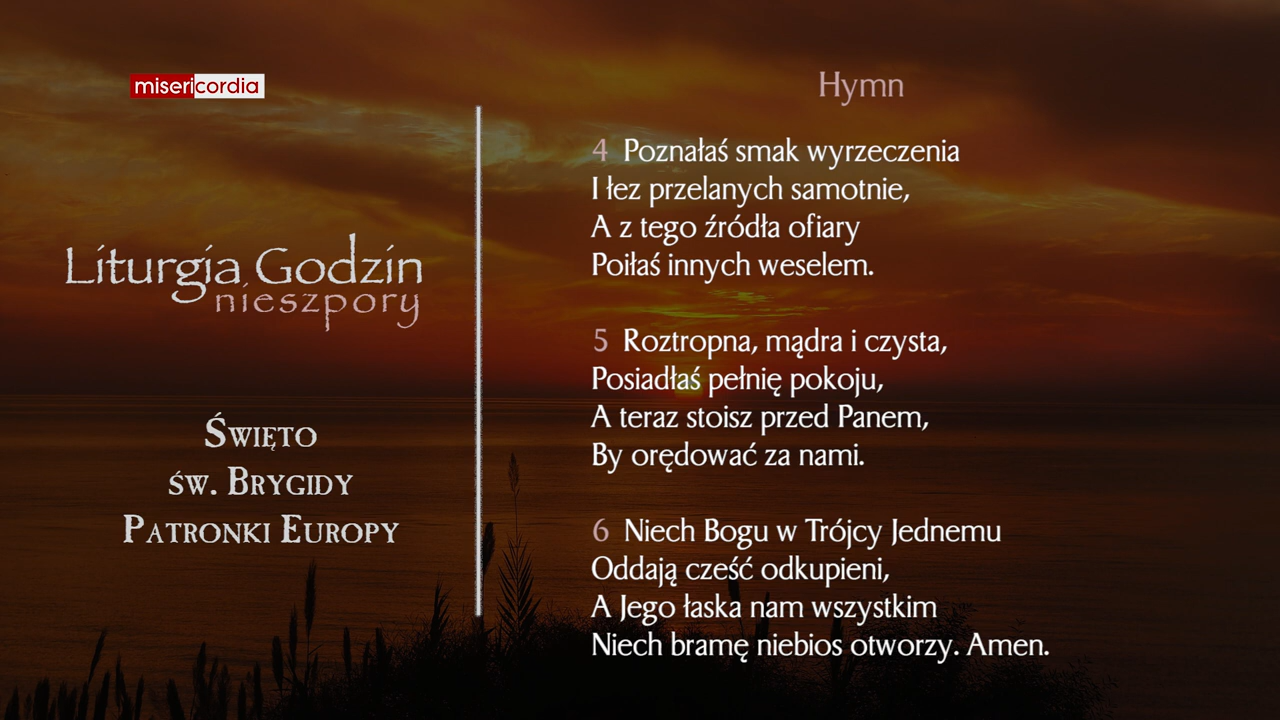 misericordia
Liturgia Godzin
nieszpory
Święto
św. Brygidy
Patronki Europy
Hymn
4 Poznałaś smak wyrzeczenia
I łez przelanych samotnie,
A z tego źródła ofiary
Poiłaś innych weselem.
5 Roztropna, mądra i czysta,
Posiadłaś pełnię pokoju,
A teraz stoisz przed Panem,
By orędować za nami.
6 Niech Bogu w Trójcy Jednemu
Oddają cześć odkupieni,
A Jego łaska nam wszystkim
Niech bramę niebios otworzy. Amen.